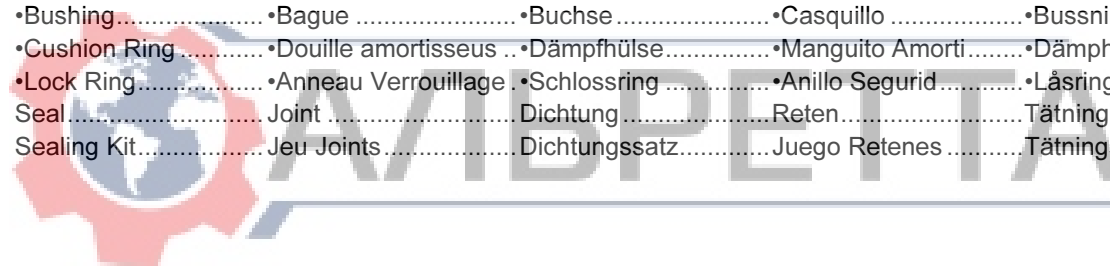 •Bushing........................ •Bague ........................ •Buchse........................ •Casquillo .................... •Bussni
•Cushion Ring ............. •Douille amortisseus .. •Dämpfhülse................ •Manguito Amorti........ •Dämph
•Lock Ring................... •Anneau Verrouillage . •Schlossring ................ •Anillo Segurid............ •Låsring
Seal............................. Joint ............................ Dichtung ...................... Reten........................... Tätning
Sealing Kit................... Jeu Joints.................... Dichtungssatz.............. Juego Retenes ............ Tätning